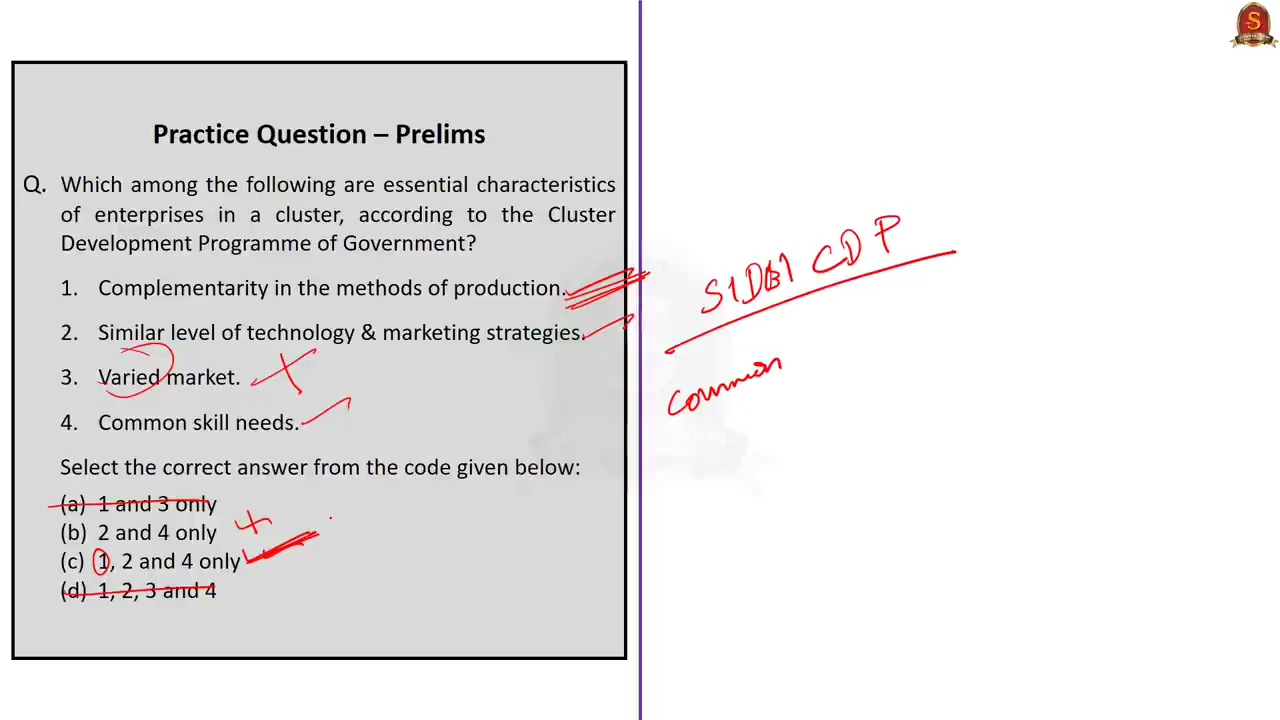 Practice Question – Prelims
Q. Which among the following are essential characteristics
of enterprises in a cluster, according to the Cluster
Development Programme of Government?
1. Complementarity in the methods of production.
2. Similar level of technology & marketing strategies.
3. Varied market.
4. Common skill needs.
Select the correct answer from the code given below:
(a) 1 and 3 only
(b) 2 and 4 only
(c) 1, 2 and 4 only
(d) 1, 2, 3 and 4
SIDBI CDP
Common
S